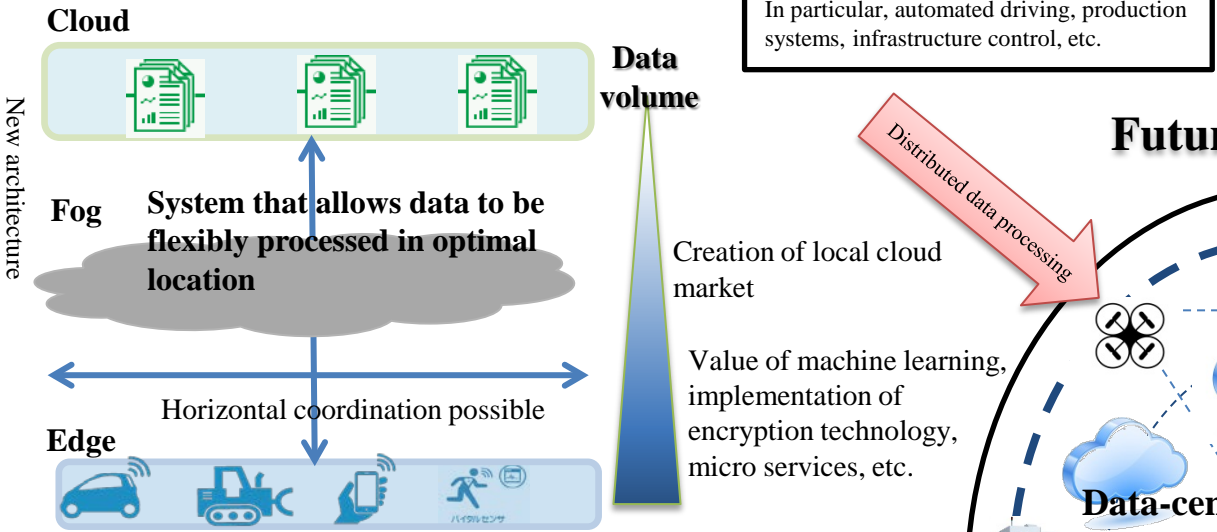 Cloud
In particular, automated driving, production
systems, infrastructure control, etc.
Data
volume
New architecture
Distributed data processing
Fog
System that allows data to be
flexibly processed in optimal
location
Creation of local cloud
market
Value of machine learning,
implementation of
encryption technology,
micro services, etc.
Horizontal coordination possible
Edge
バイタルセンサ
Futur
Data-cen